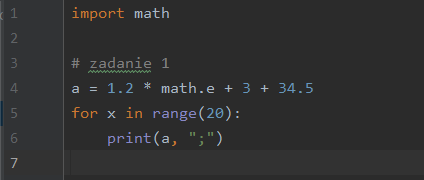 1 import math
2
3 # zadanie 1
4 a = 1.2 * math.e + 3 + 34.5
5 for x in range(20):
6     print(a, ";")
7